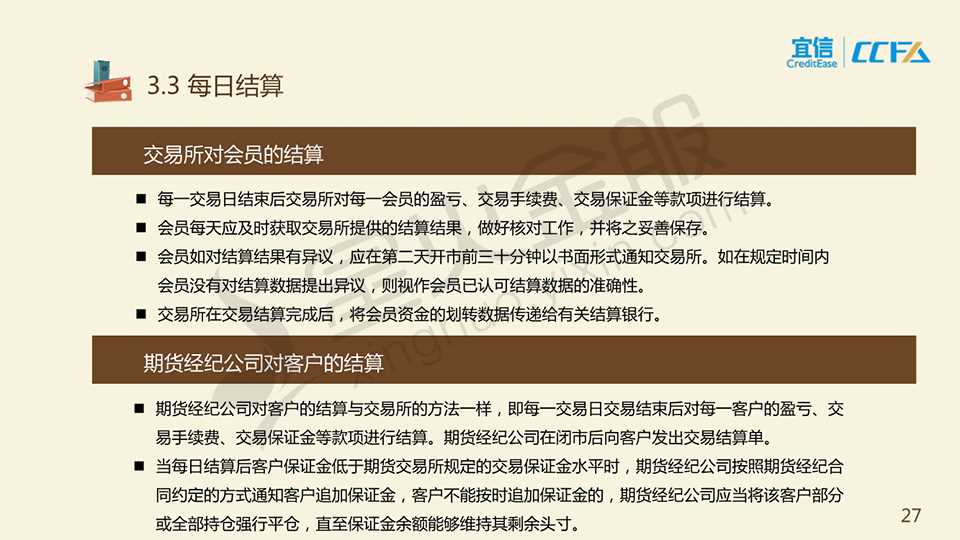 宜信
CreditEase
CCFA
3.3 每日结算
交易所对会员的结算
■ 每一交易日结束后交易所对每一会员的盈亏、交易手续费、交易保证金等款项进行结算。
■ 会员每天应及时获取交易所提供的结算结果，做好核对工作，并将之妥善保存。
■ 会员如对结算结果有异议，应在第二天开市前三十分钟以书面形式通知交易所。如在规定时间内
会员没有对结算数据提出异议，则视作会员已认可结算数据的准确性。
■ 交易所在交易结算完成后，将会员资金的划转数据传递给有关结算银行。
期货经纪公司对客户的结算
■ 期货经纪公司对客户的结算与交易所的方法一样，即每一交易日交易结束后对每一客户的盈亏、交
易手续费、交易保证金等款项进行结算。期货经纪公司在闭市后向客户发出交易结算单。
■ 当每日结算后客户保证金低于期货交易所规定的交易保证金水平时，期货经纪公司按照期货经纪合
同约定的方式通知客户追加保证金，客户不能按时追加保证金的，期货经纪公司应当将该客户部分
或全部持仓强行平仓，直至保证金余额能够维持其剩余头寸。
27
星火金服
xinghuoyixin.com